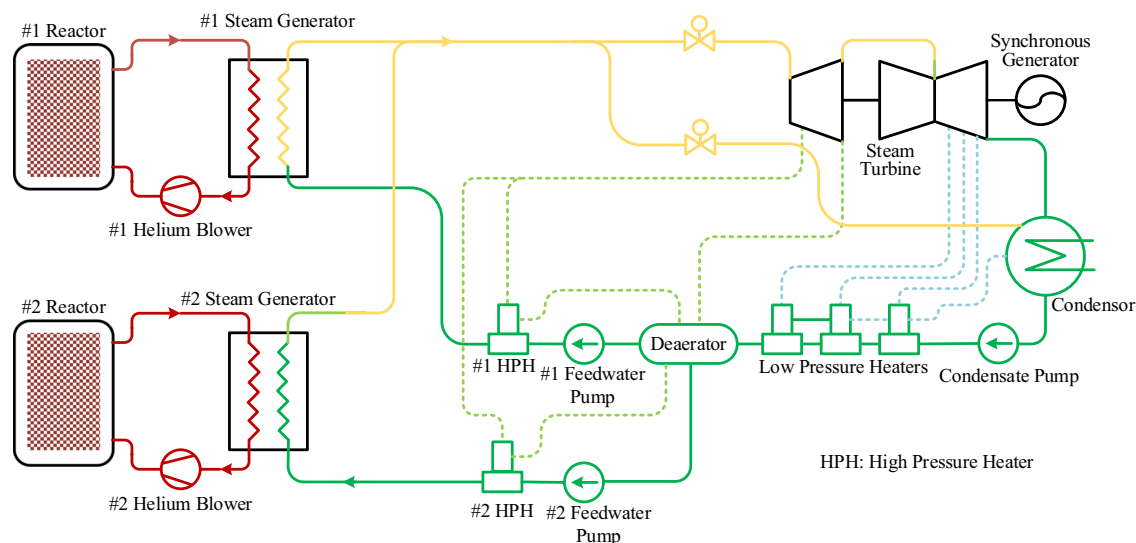 #1 Steam Generator
#1 Reactor
Synchronous
Generator
Steam
Turbine
#1 Helium Blower
#2 Reactor
#2 Steam Generator
Condensor
Deaerator
#1 HPH
#1 Feedwater
Pump
Low Pressure Heaters
Condensate Pump
HPH: High Pressure Heater
#2 Helium Blower
#2 HPH
#2 Feedwater
Pump